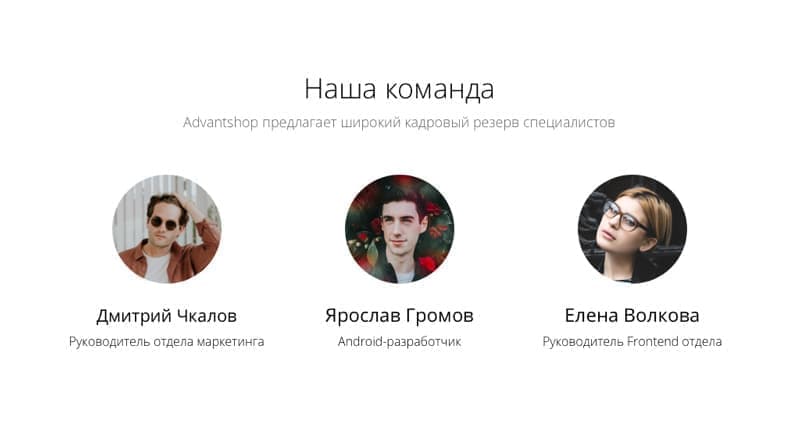 Наша команда
Advantshop предлагает широкий кадровый резерв специалистов
Дмитрий Чкалов
Ярослав Громов
Елена Волкова
Руководитель отдела маркетинга
Android-разработчик
Руководитель Frontend отдела